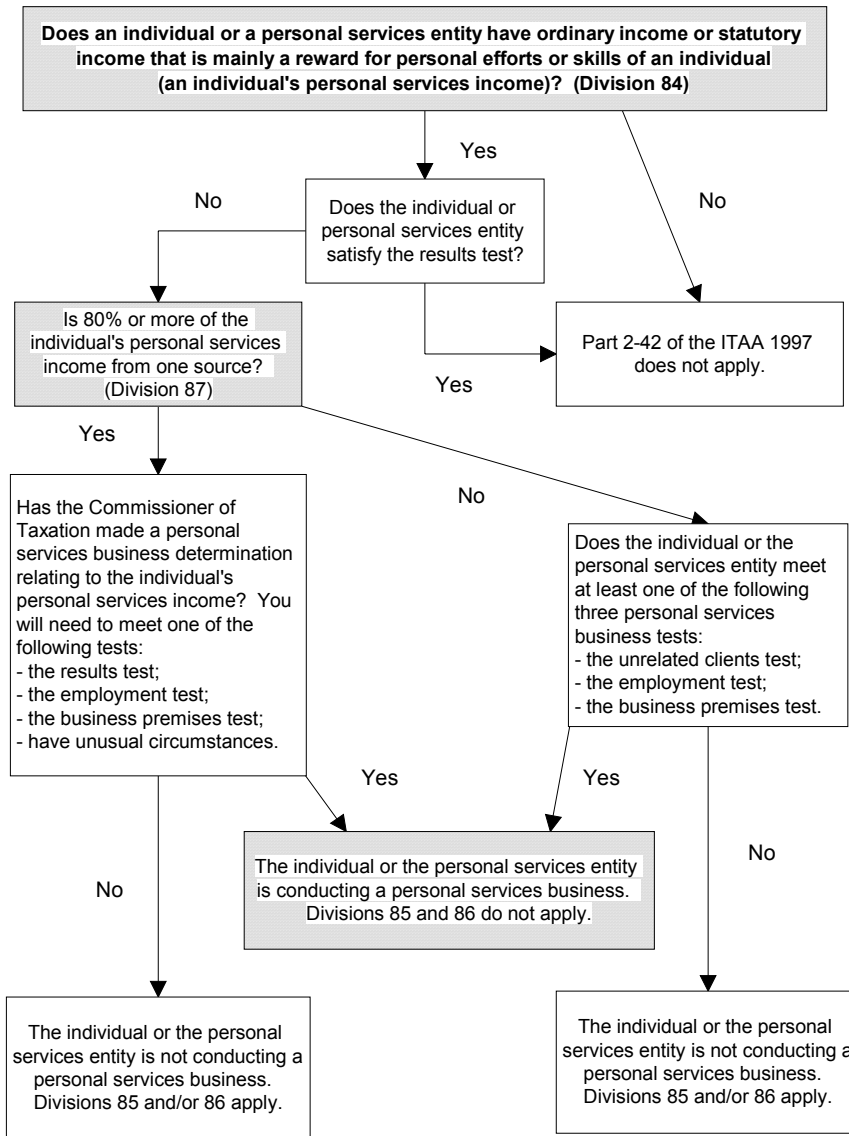 Does an individual or a personal services entity have ordinary income or statutory
income that is mainly a reward for personal efforts or skills of an individual
(an individual's personal services income)? (Division 84)
Yes
No
No
Does the individual or
personal services entity
satisfy the results test?
Is 80% or more of the
individual's personal services
income from one source?
(Division 87)
Yes
Part 2-42 of the ITAA 1997
does not apply.
Yes
No
Has the Commissioner of
Taxation made a personal
services business determination
relating to the individual's
personal services income? You
will need to meet one of the
following tests:
- the results test;
- the employment test;
- the business premises test;
- have unusual circumstances.
Does the individual or the
personal services entity meet
at least one of the following
three personal services
business tests:
- the unrelated clients test;
- the employment test;
- the business premises test.
Yes
Yes
No
No
The individual or the personal services entity
is conducting a personal services business.
Divisions 85 and 86 do not apply.
The individual or the personal
services entity is not conducting a
personal services business.
Divisions 85 and/or 86 apply.
The individual or the personal
services entity is not conducting a
personal services business.
Divisions 85 and/or 86 apply.